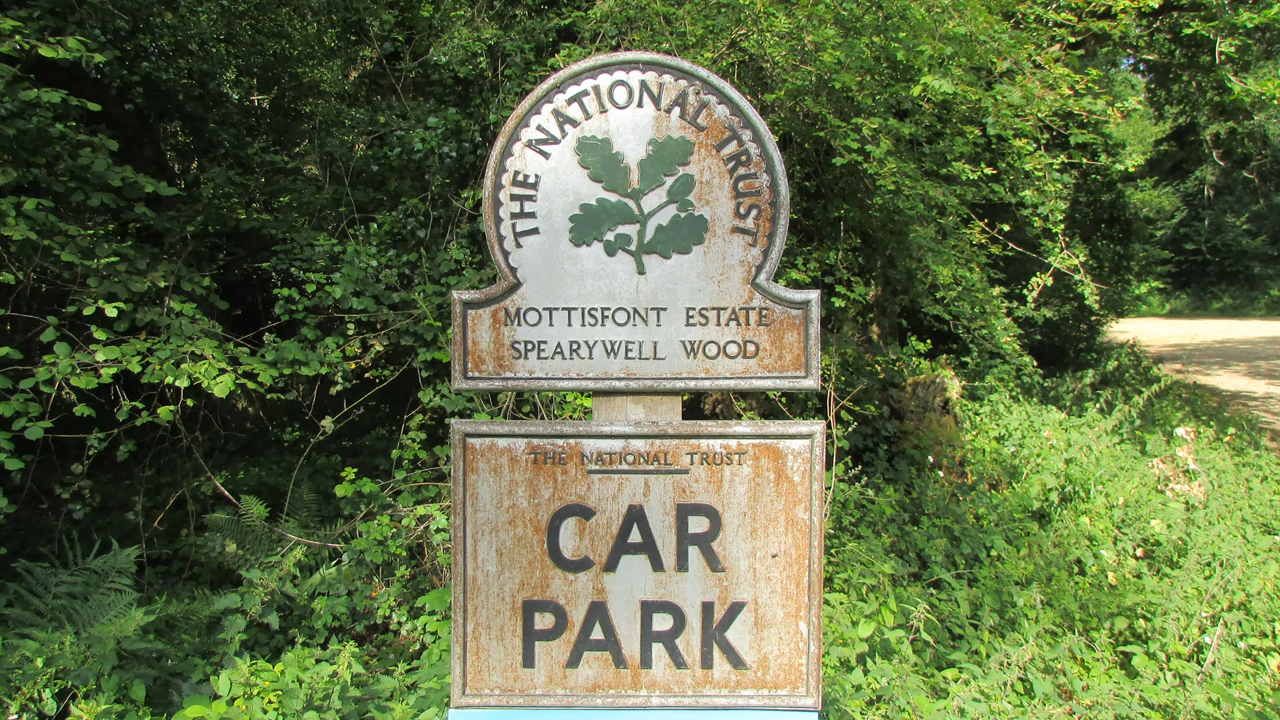 THE NATIONAL TRUST
MOTTISFONT ESTATE
SPEARYWELL WOOD
THE NATIONAL TRUST
CAR
PARK